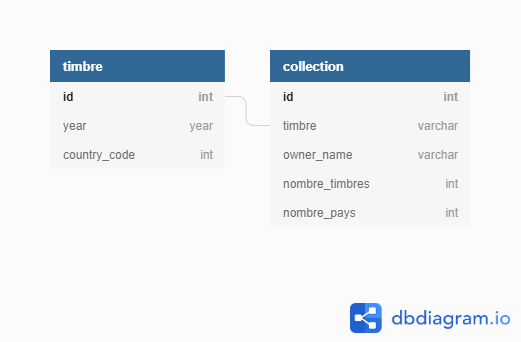 timbre
id int
year year
country_code int
collection
id int
timbre varchar
owner_name varchar
nombre_timbres int
nombre_pays int
dbdiagram.io